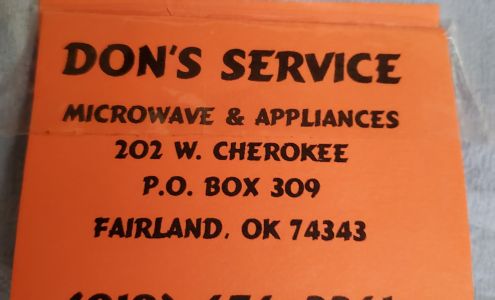 DON'S SERVICE
MICROWAVE & APPLIANCES
202 W. CHEROKEE
P.O. BOX 309
FAIRLAND, OK 74343